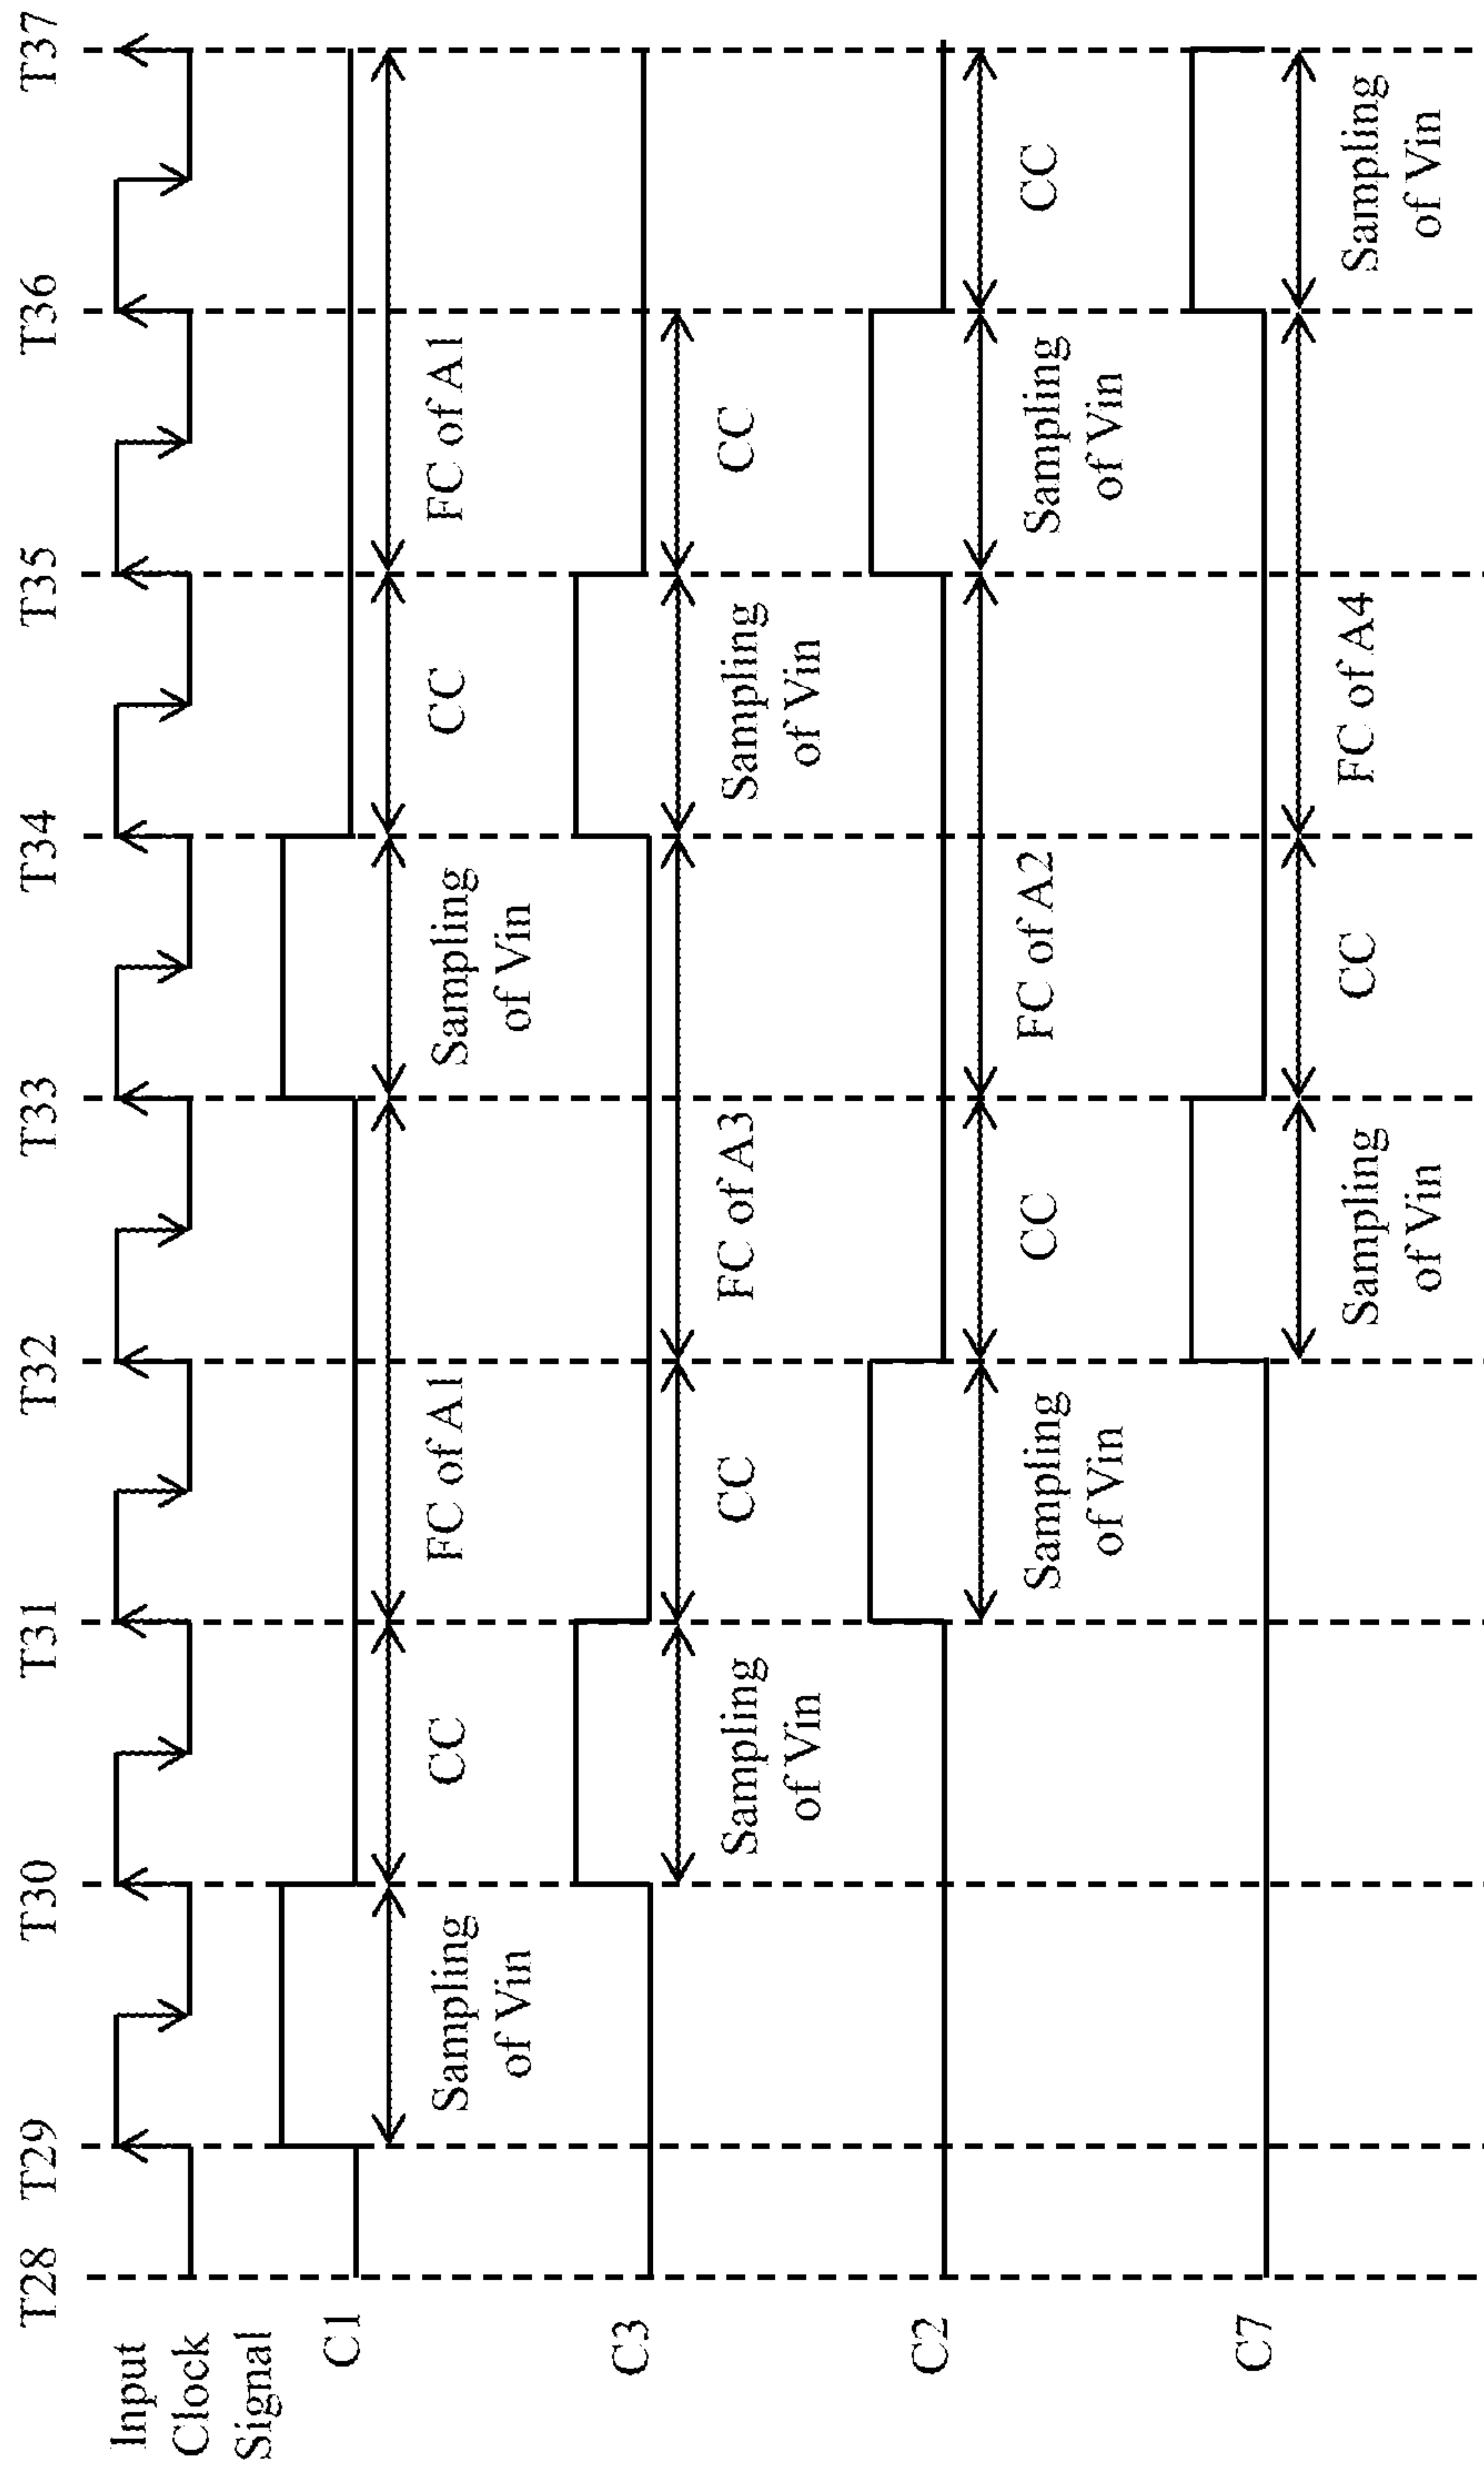 T28 T29 T30 T31 T32 T33 T34 T35 T36 T37
Input
Clock
Signal
C1
Sampling
of Vin
CC
FC of A1
Sampling
of Vin
CC
FC of A1
C3
Sampling
of Vin
CC
FC of A3
Sampling
of Vin
CC
C2
Sampling
of Vin
CC
FC of A2
Sampling
of Vin
CC
C7
Sampling
of Vin
CC
FC of A4
Sampling
of Vin